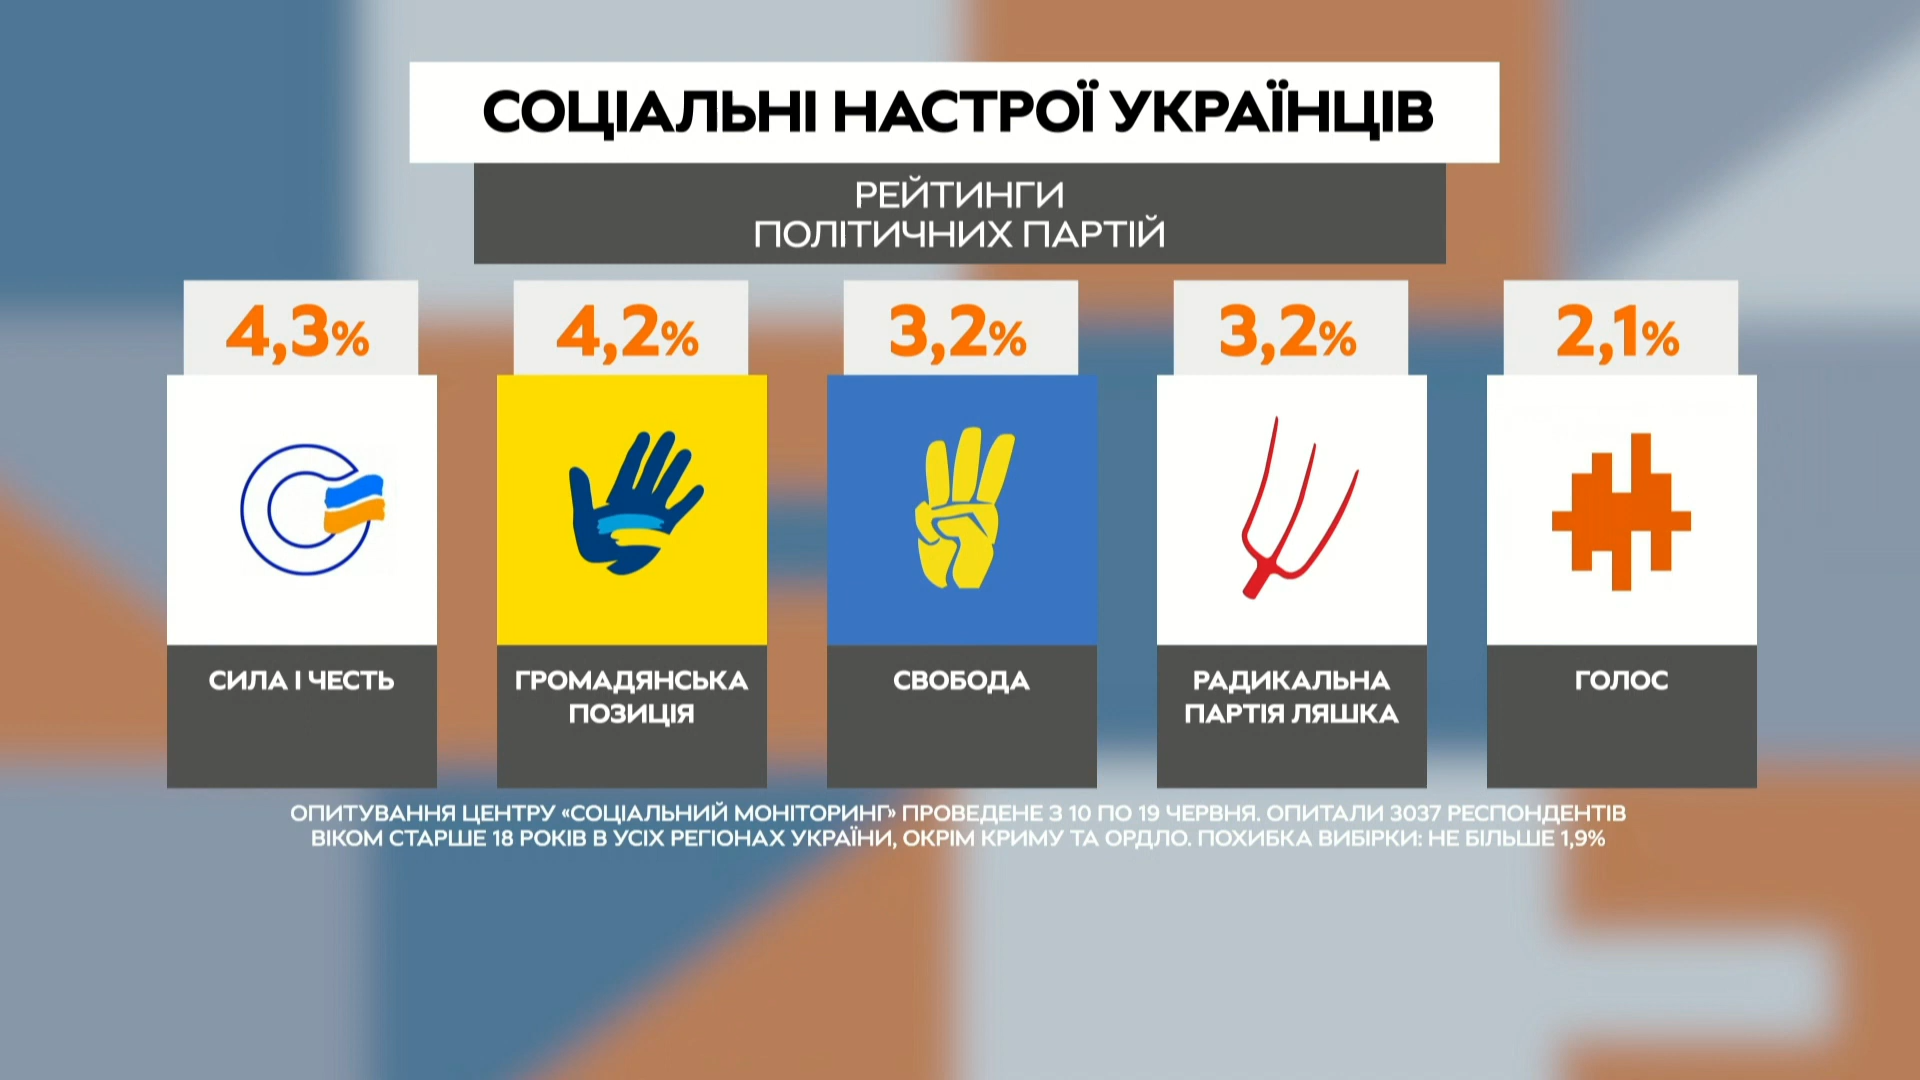 СОЦІАЛЬНІ НАСТРОЇ УКРАЇНЦІВ
РЕЙТИНГИ
ПОЛІТИЧНИХ ПАРТІЙ
4,3%
4,2%
3,2%
3,2%
2,1%
СИЛА І ЧЕСТЬ
ГРОМАДЯНСЬКА
ПОЗИЦІЯ
СВОБОДА
РАДИКАЛЬНА
ПАРТІЯ ЛЯШКА
ГОЛОС
ОПИТУВАННЯ ЦЕНТРУ «СОЦІАЛЬНИЙ МОНІТОРИНГ» ПРОВЕДЕНЕ З 10 ПО 19 ЧЕРВНЯ. ОПИТАЛИ 3037 РЕСПОНДЕНТІВ
ВІКОМ СТАРШЕ 18 РОКІВ В УСІХ РЕГІОНАХ УКРАЇНИ, ОКРІМ КРИМУ ТА ОРДЛО. ПОХИБКА ВИБІРКИ: НЕ БІЛЬШЕ 1,9%